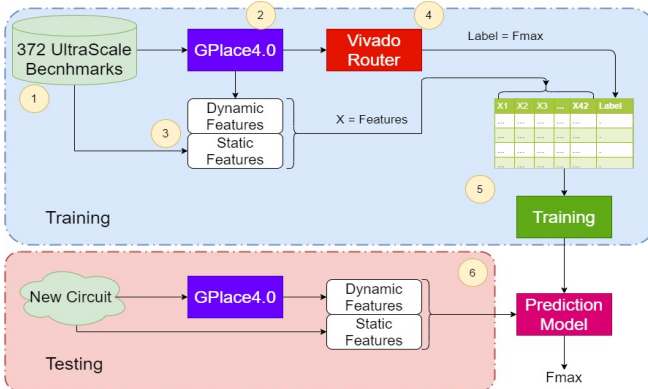 2
4
372 UltraScale
Becnhmarks
GPlace4.0
Vivado
Router
Label = Fmax
1
3
Dynamic
Features
Static
Features
X = Features
X1 X2 X3 ... X42 Label
... ... ... ... ... .
... ... ... ... ... .
... ... ... ... ... .
... ... ... ... ... .
5
Training
Training
6
New Circuit
GPlace4.0
Dynamic
Features
Static
Features
Prediction
Model
Testing
Fmax